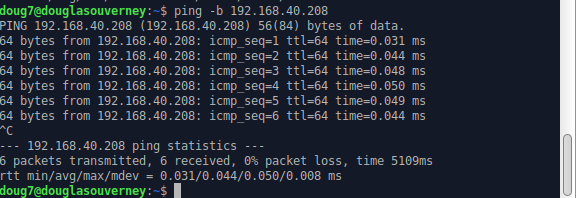 doug7@douglasouverney:~$ ping -b 192.168.40.208
PING 192.168.40.208 (192.168.40.208) 56(84) bytes of data.
64 bytes from 192.168.40.208: icmp_seq=1 ttl=64 time=0.031 ms
64 bytes from 192.168.40.208: icmp_seq=2 ttl=64 time=0.044 ms
64 bytes from 192.168.40.208: icmp_seq=3 ttl=64 time=0.048 ms
64 bytes from 192.168.40.208: icmp_seq=4 ttl=64 time=0.050 ms
64 bytes from 192.168.40.208: icmp_seq=5 ttl=64 time=0.049 ms
64 bytes from 192.168.40.208: icmp_seq=6 ttl=64 time=0.044 ms
^C
--- 192.168.40.208 ping statistics ---
6 packets transmitted, 6 received, 0% packet loss, time 5109ms
rtt min/avg/max/mdev = 0.031/0.044/0.050/0.008 ms
doug7@douglasouverney:~$